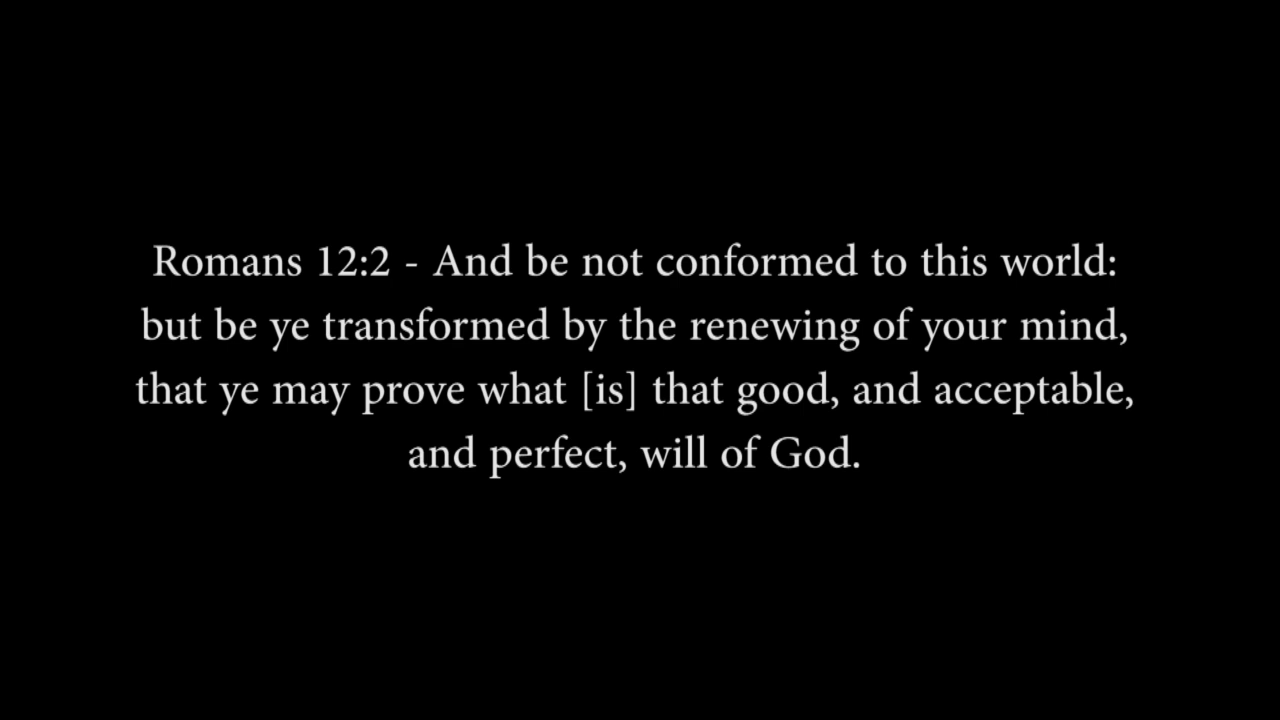 Romans 12:2 - And be not conformed to this world:
but be ye transformed by the renewing of your mind,
that ye may prove what [is] that good, and acceptable,
and perfect, will of God.